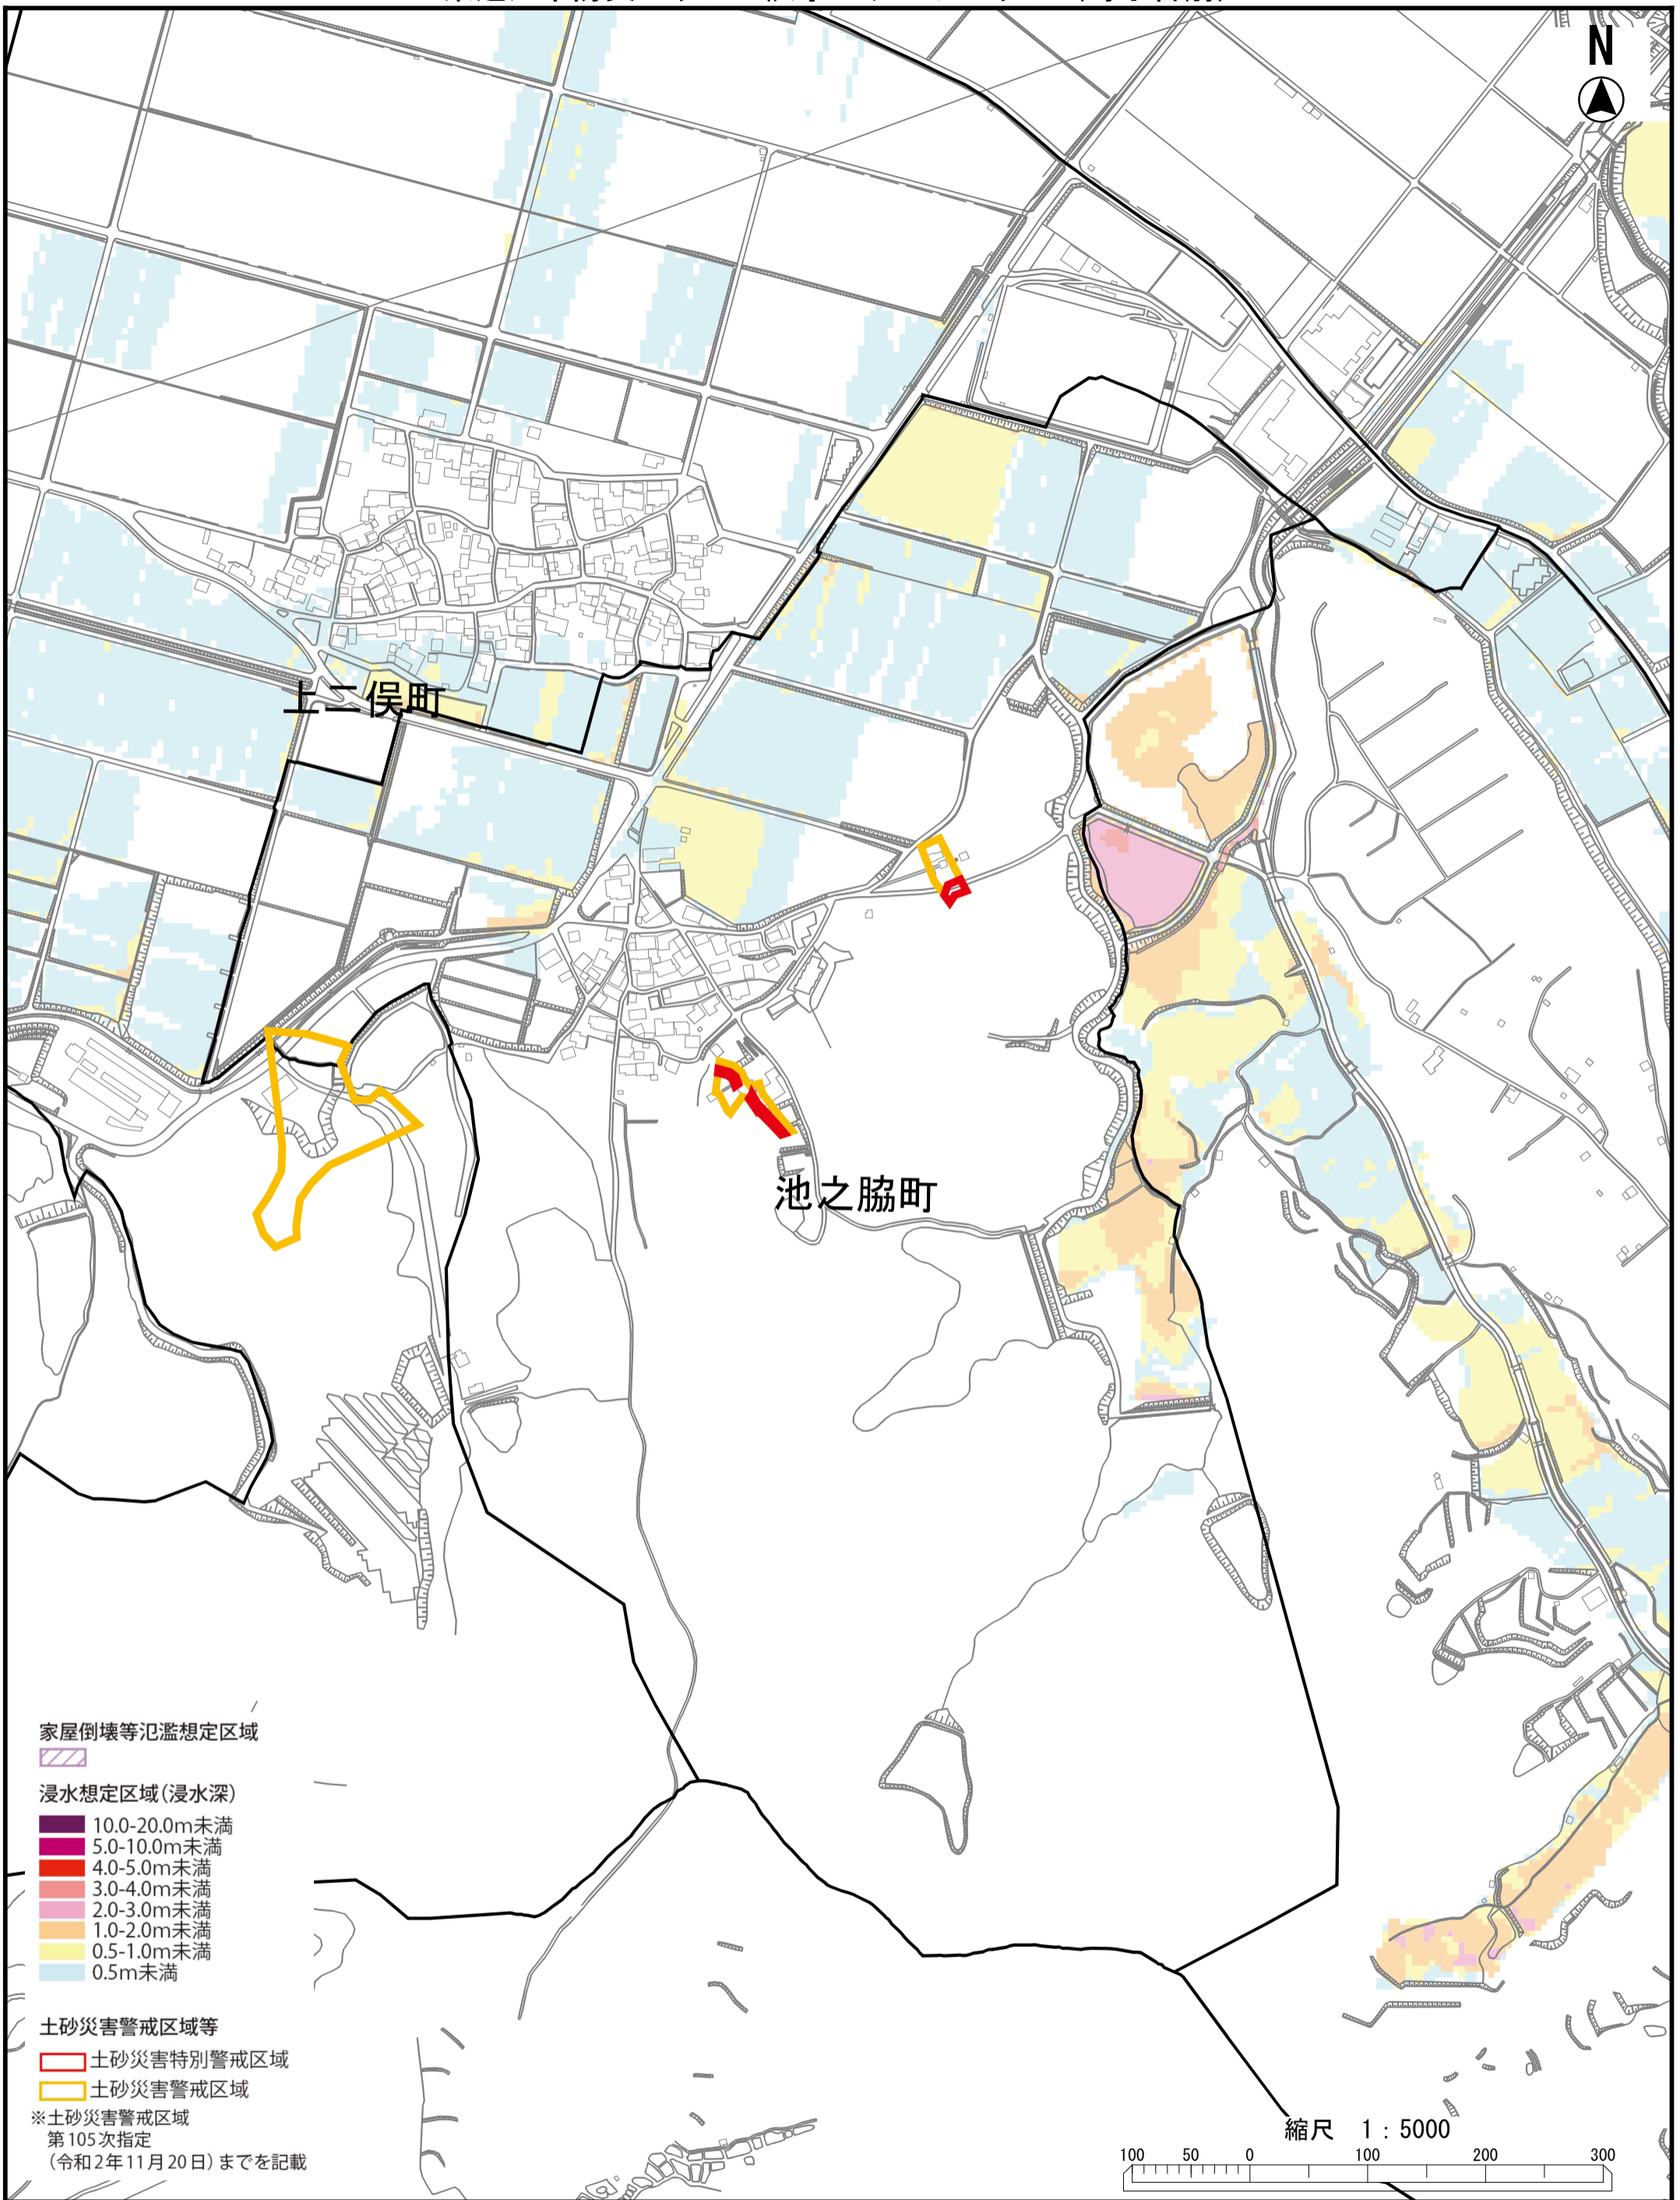 N
上二俣町
池之脇町
家屋倒壊等氾濫想定区域
浸水想定区域(浸水深)
10.0-20.0m未満
5.0-10.0m未満
4.0-5.0m未満
3.0-4.0m未満
2.0-3.0m未満
1.0-2.0m未満
0.5-1.0m未満
0.5m未満
土砂災害警戒区域等
土砂災害特別警戒区域
土砂災害警戒区域
※土砂災害警戒区域
第105次指定
(令和2年11月20日)までを記載
縮尺 1:5000
100 50 0 100 200 300